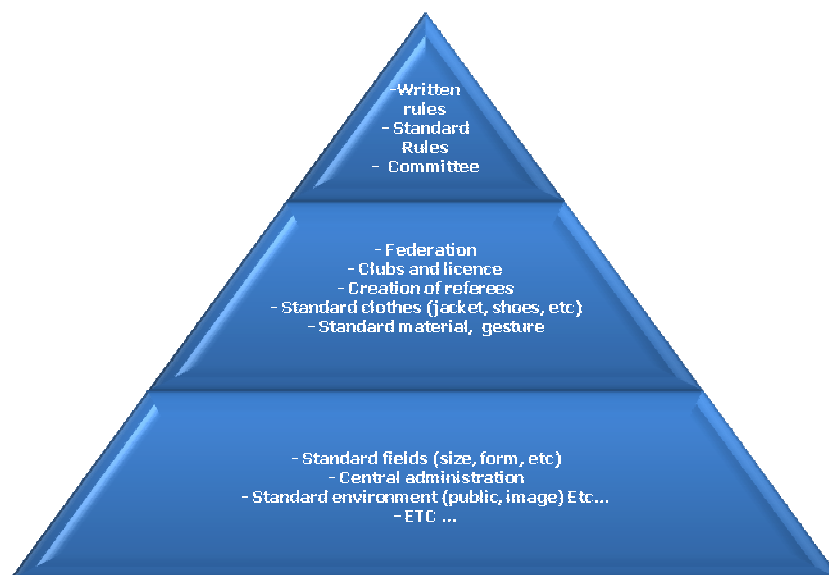 -Written
rules
- Standard
Rules
- Committee
- Federation
- Clubs and licence
- Creation of referees
- Standard clothes (jacket, shoes, etc)
- Standard material, gesture
- Standard fields (size, form, etc)
- Central administration
- Standard environment (public, image) Etc...
- ETC ...